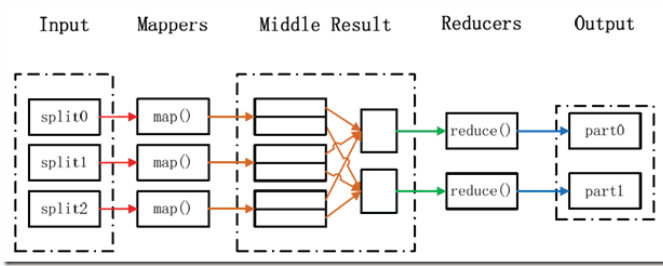 Input Mappers Middle Result Reducers Output
split0 map()
split1 map()
split2 map()
reduce() part0
reduce() part1